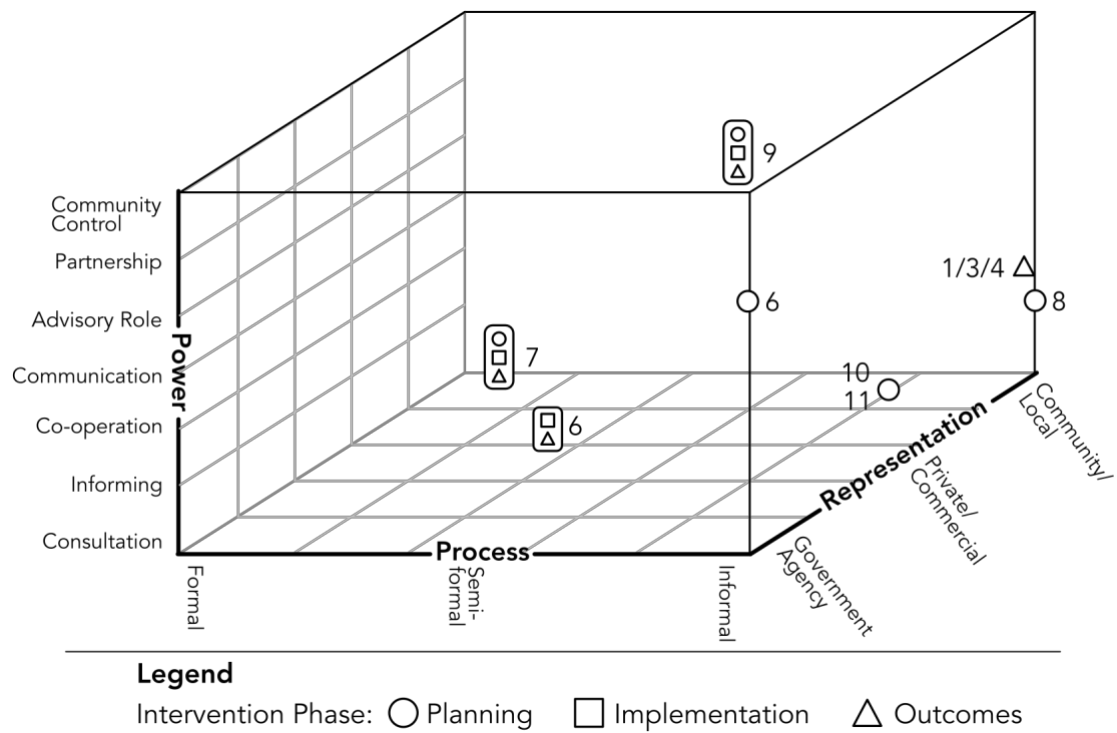 9
Community
Control
Partnership
1/3/4
6
8
Advisory Role
Power
7
Communication
10
11
Co-operation
6
Community/
Local
Representation
Private/
Commercial
Informing
Consultation
Process
Government
Agency
Formal
Semi-
formal
Informal
Legend
Intervention Phase: Planning Implementation Outcomes